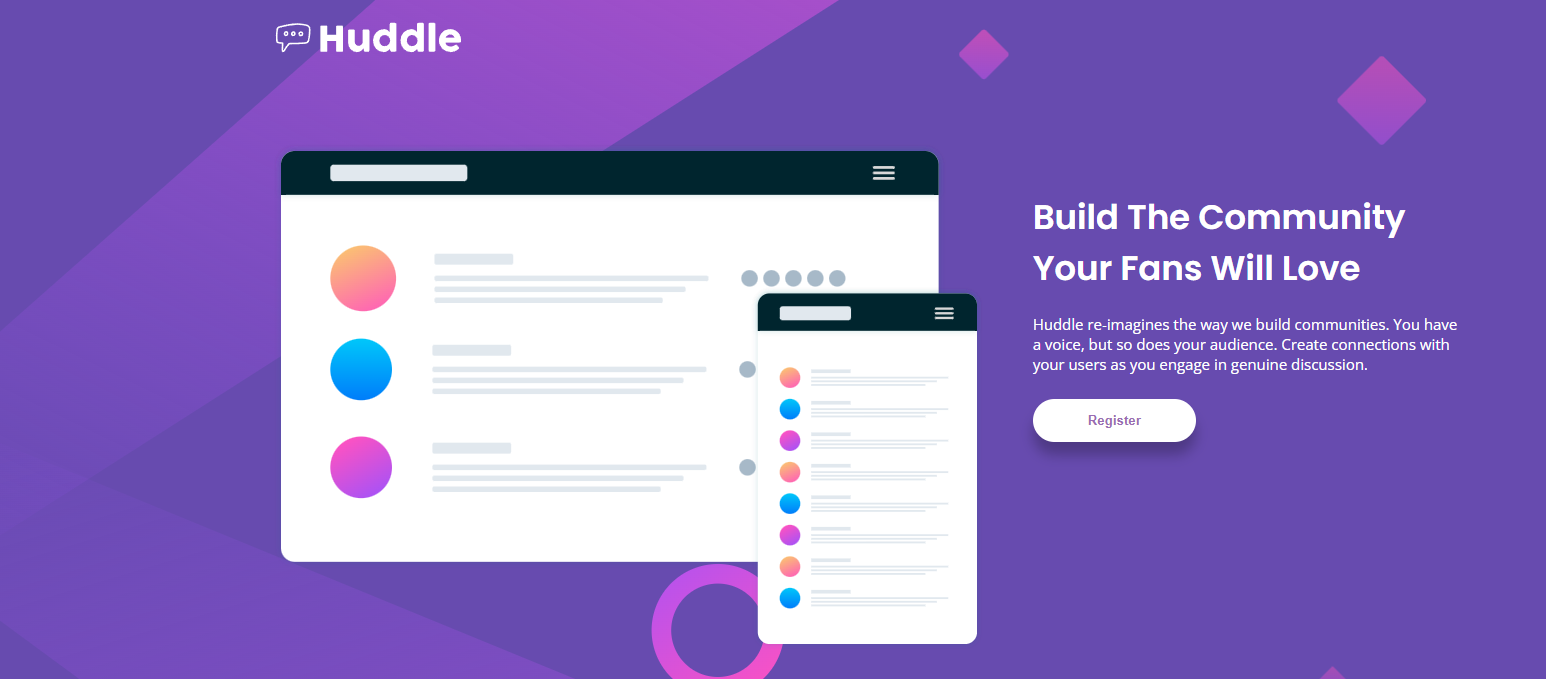 Huddle
Build The Community
Your Fans Will Love
Huddle re-imagines the way we build communities. You have
a voice, but so does your audience. Create connections with
your users as you engage in genuine discussion.
Register